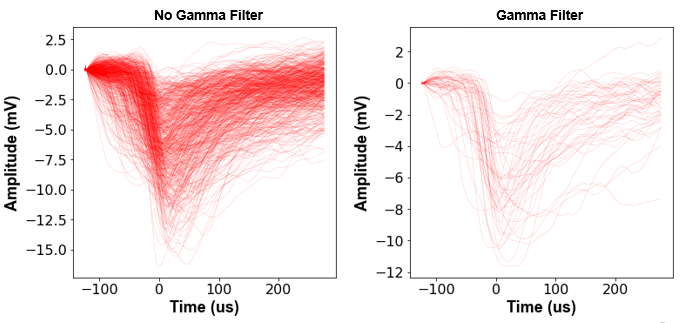 No Gamma Filter
Amplitude (mV)
2.5
0.0
−2.5
−5.0
−7.5
−10.0
−12.5
−15.0
−100 0 100 200
Time (us)
Gamma Filter
Amplitude (mV)
2
0
−2
−4
−6
−8
−10
−12
−100 0 100 200
Time (us)